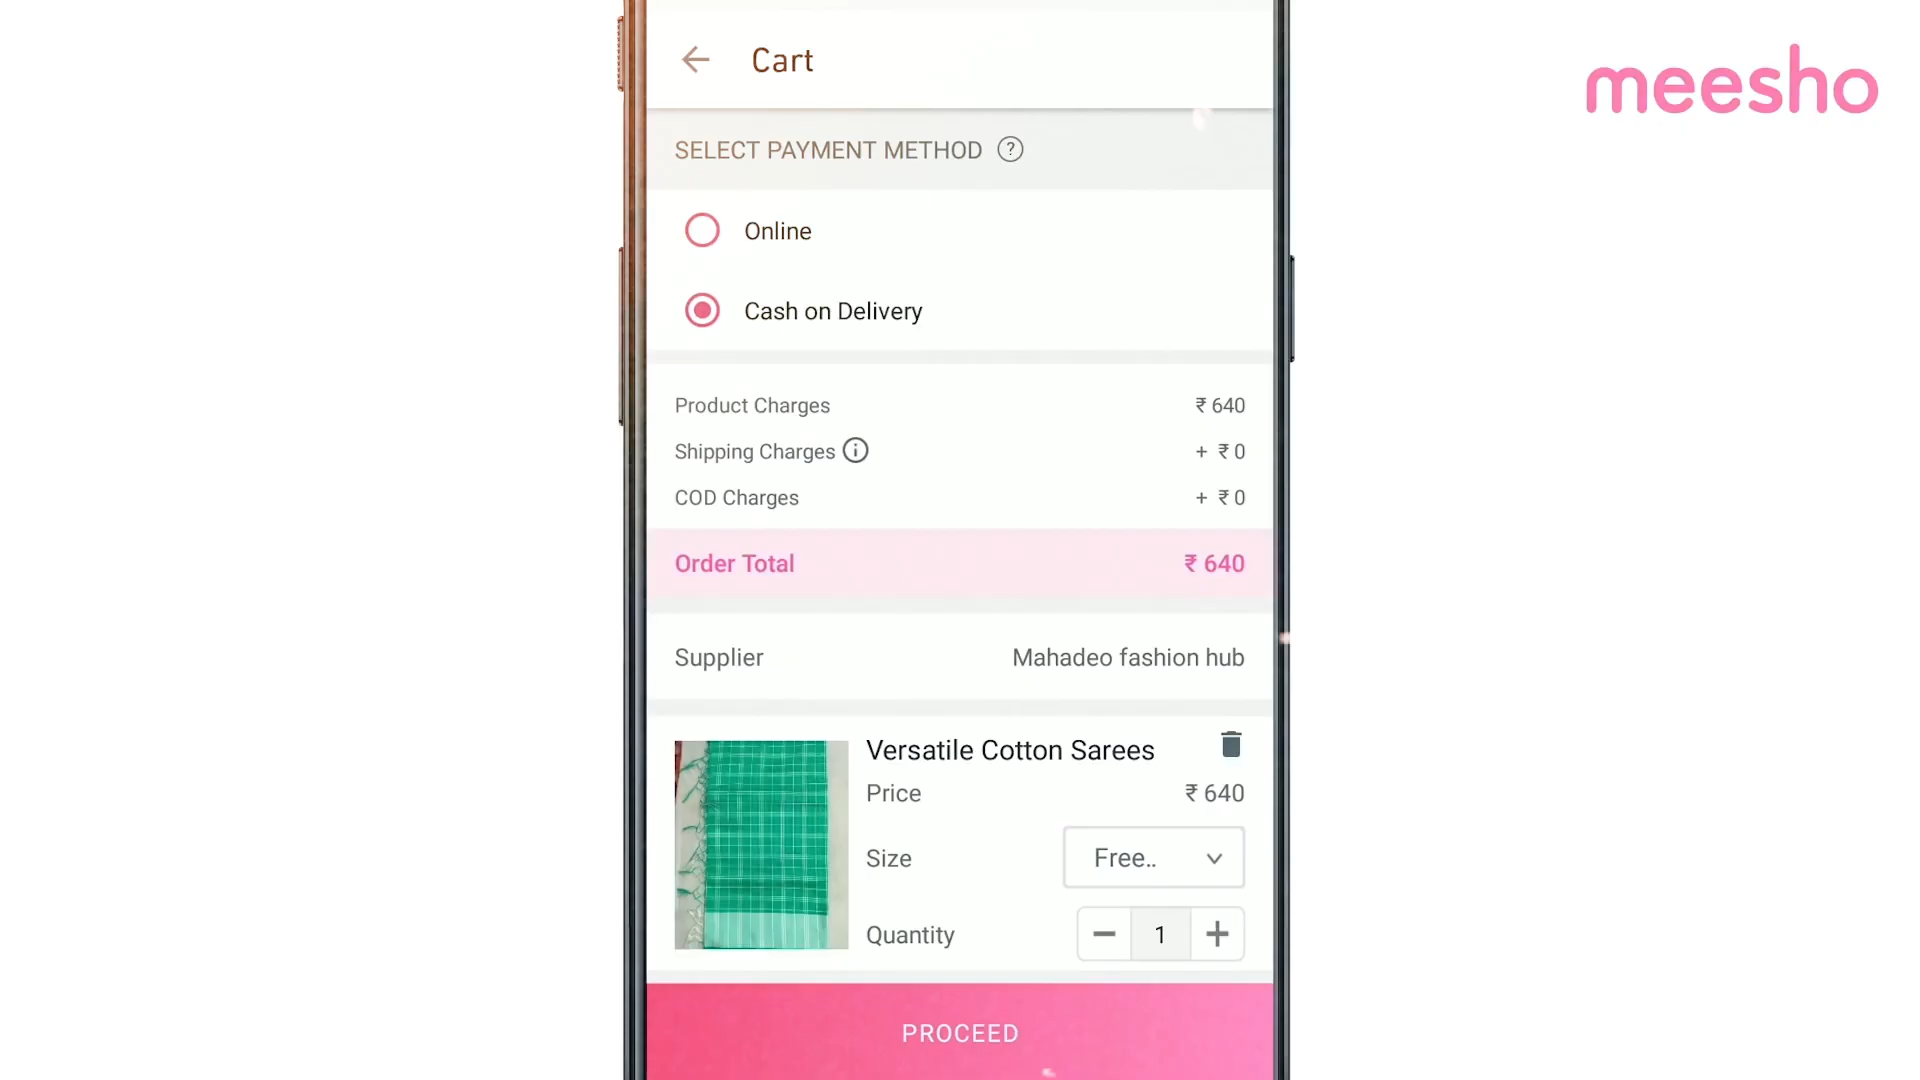 Cart
meesho
SELECT PAYMENT METHOD ?
Online
Cash on Delivery
Product Charges ₹ 640
Shipping Charges i + ₹ 0
COD Charges + ₹ 0
Order Total ₹ 640
Supplier Mahadeo fashion hub
Versatile Cotton Sarees
Price ₹ 640
Size Free..
Quantity 1
PROCEED